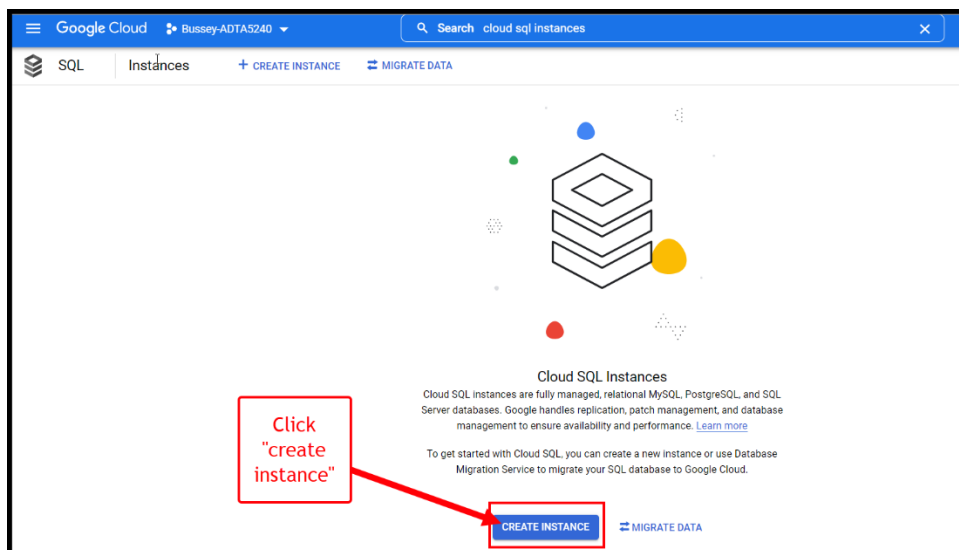 Google Cloud Bussey-ADTA5240 Search cloud sql instances
SQL Instances + CREATE INSTANCE MIGRATE DATA
Cloud SQL Instances
Cloud SQL instances are fully managed, relational MySQL, PostgreSQL, and SQL
Server databases. Google handles replication, patch management, and database
management to ensure availability and performance. Learn more
To get started with Cloud SQL, you can create a new instance or use Database
Migration Service to migrate your SQL database to Google Cloud.
Click
"create
instance"
CREATE INSTANCE MIGRATE DATA